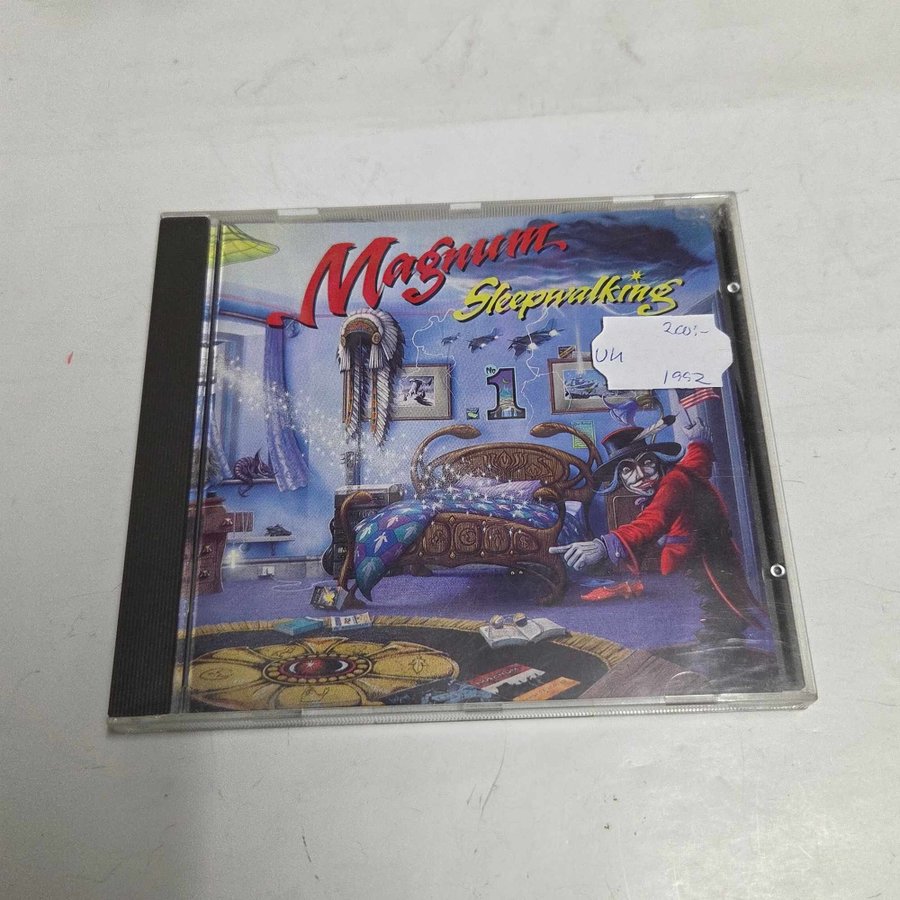 Magnum
Sleepwalking
200:-
UK
1992
No
1